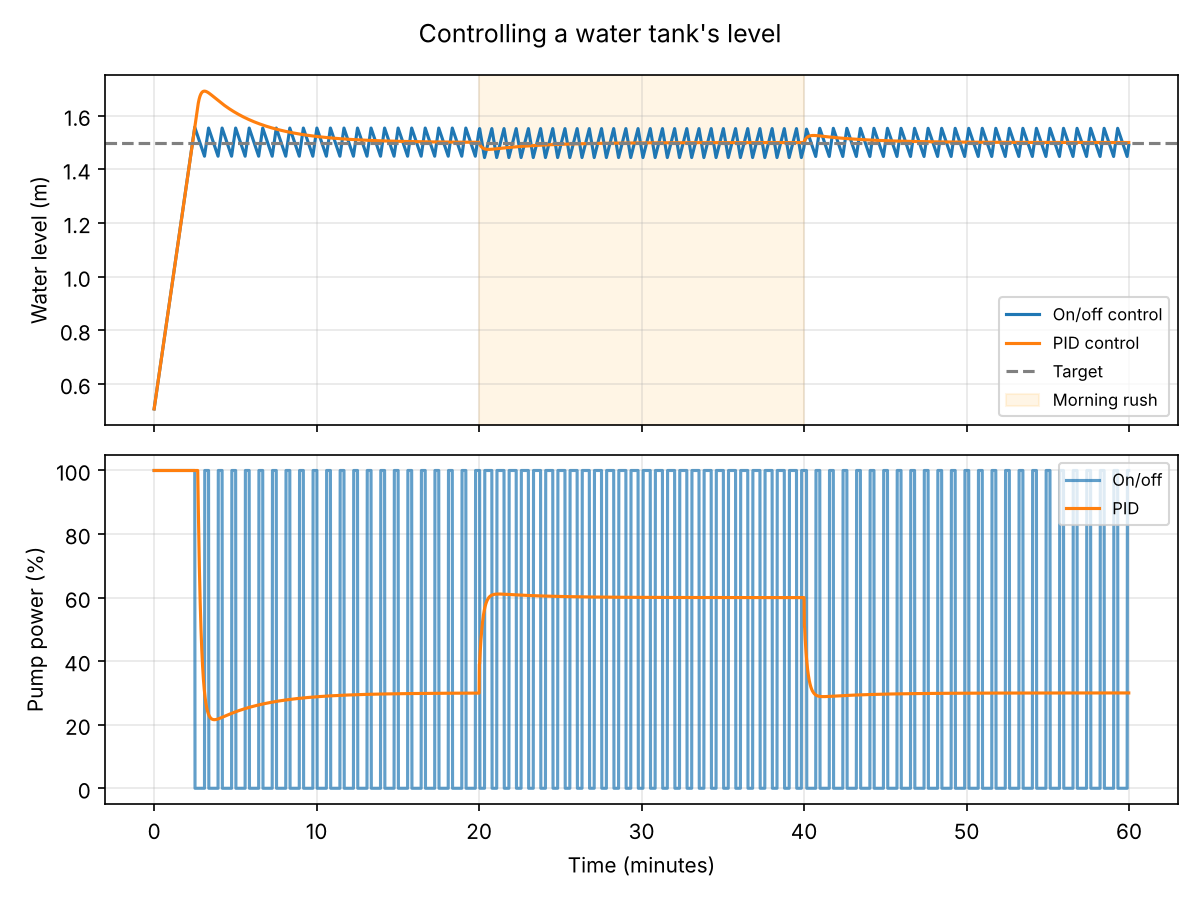 Controlling a water tank's level
Water level (m)
1.6
1.4
1.2
1.0
0.8
0.6
On/off control
PID control
Target
Morning rush
Pump power (%)
100
80
60
40
20
0
On/off
PID
0 10 20 30 40 50 60
Time (minutes)